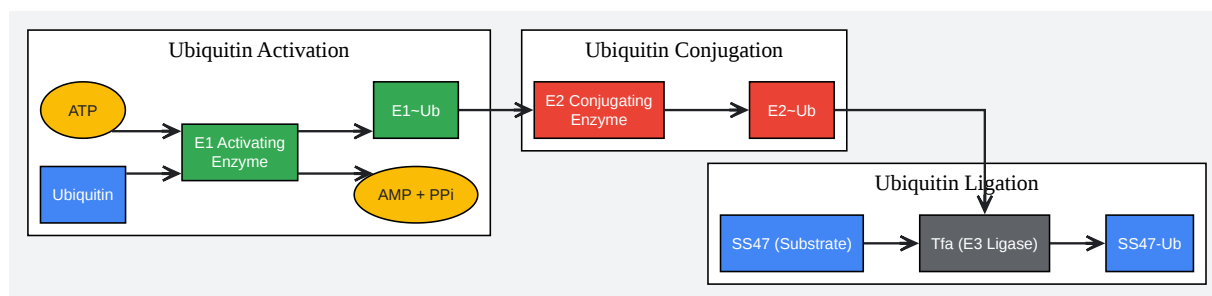 Ubiquitin Activation
ATP
Ubiquitin
E1 Activating
Enzyme
E1~Ub
AMP + PPi
Ubiquitin Conjugation
E2 Conjugating
Enzyme
E2~Ub
Ubiquitin Ligation
SS47 (Substrate)
Tfa (E3 Ligase)
SS47-Ub